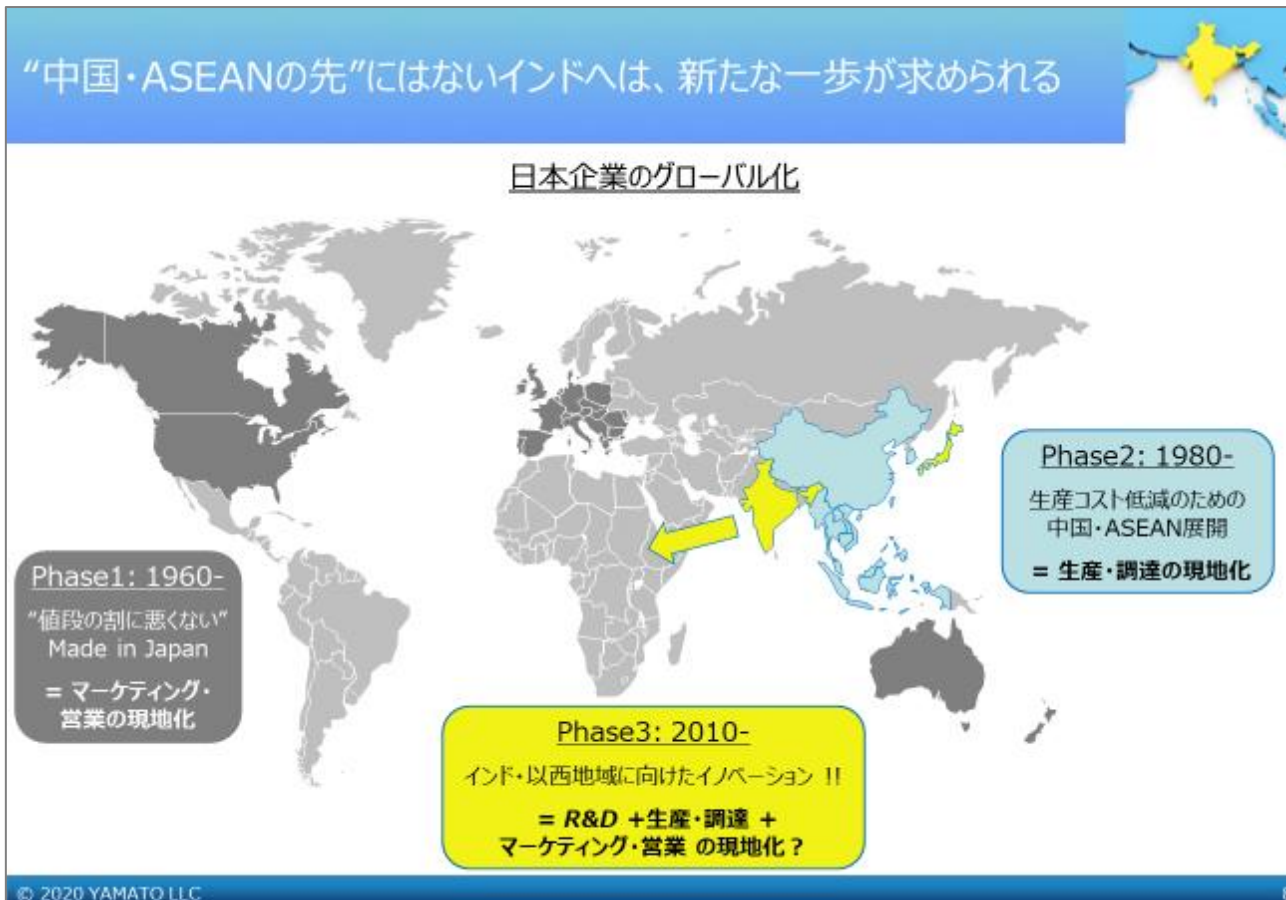 “中国・ASEANの先”にはないインドへは、新たな一歩が求められる
日本企業のグローバル化
Phase1: 1960-
“値段の割に悪くない”
Made in Japan
= マーケティング・
営業の現地化
Phase2: 1980-
生産コスト低減のための
中国・ASEAN展開
= 生産・調達の現地化
Phase3: 2010-
インド・以西地域に向けたイノベーション !!
= R&D +生産・調達 +
マーケティング・営業 の現地化？
© 2020 YAMATO LLC